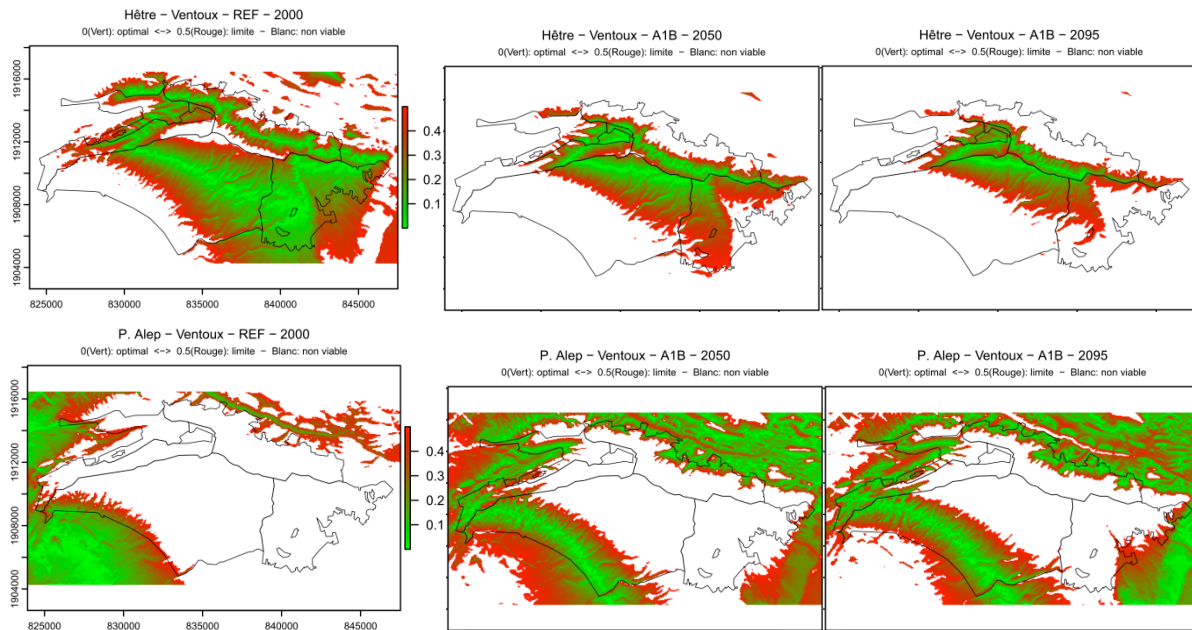 Hêtre – Ventoux – REF – 2000
0(Vert): optimal <–> 0.5(Rouge): limite – Blanc: non viable
1916000
1912000
1908000
1904000
825000 830000 835000 840000 845000
0.4
0.3
0.2
0.1
Hêtre – Ventoux – A1B – 2050
0(Vert): optimal <–> 0.5(Rouge): limite – Blanc: non viable
Hêtre – Ventoux – A1B – 2095
0(Vert): optimal <–> 0.5(Rouge): limite – Blanc: non viable
P. Alep – Ventoux – REF – 2000
0(Vert): optimal <–> 0.5(Rouge): limite – Blanc: non viable
1916000
1912000
1908000
1904000
825000 830000 835000 840000 845000
0.4
0.3
0.2
0.1
P. Alep – Ventoux – A1B – 2050
0(Vert): optimal <–> 0.5(Rouge): limite – Blanc: non viable
P. Alep – Ventoux – A1B – 2095
0(Vert): optimal <–> 0.5(Rouge): limite – Blanc: non viable